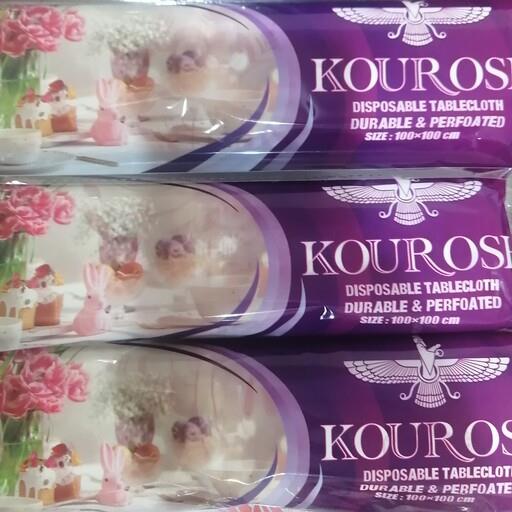 KOUROS
DISPOSABLE TABLECLOTH
DURABLE & PERFOATED
SIZE : 100×100 cm
KOUROS
DISPOSABLE TABLECLOTH
DURABLE & PERFOATED
SIZE : 100×100 cm
KOUROS
DISPOSABLE TABLECLOTH
DURABLE & PERFOATED
SIZE : 100×100 cm